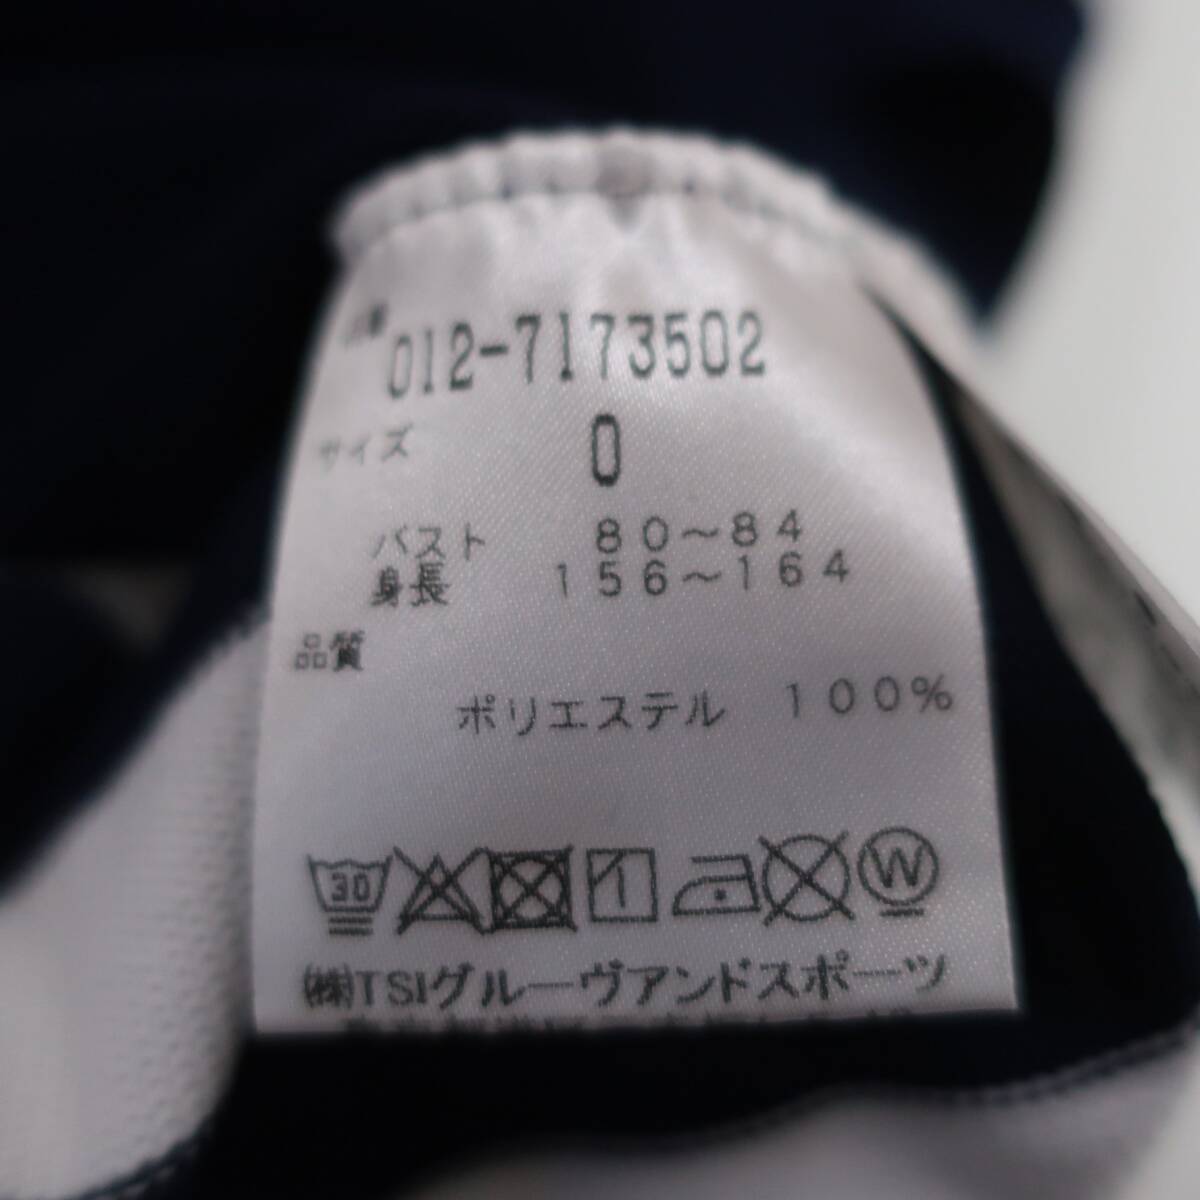 012-7173502
サイズ 0
バスト 80～84
身長 156～164
品質
ポリエステル 100%
30 1 W
㈱TSIグルーヴアンドスポーツ